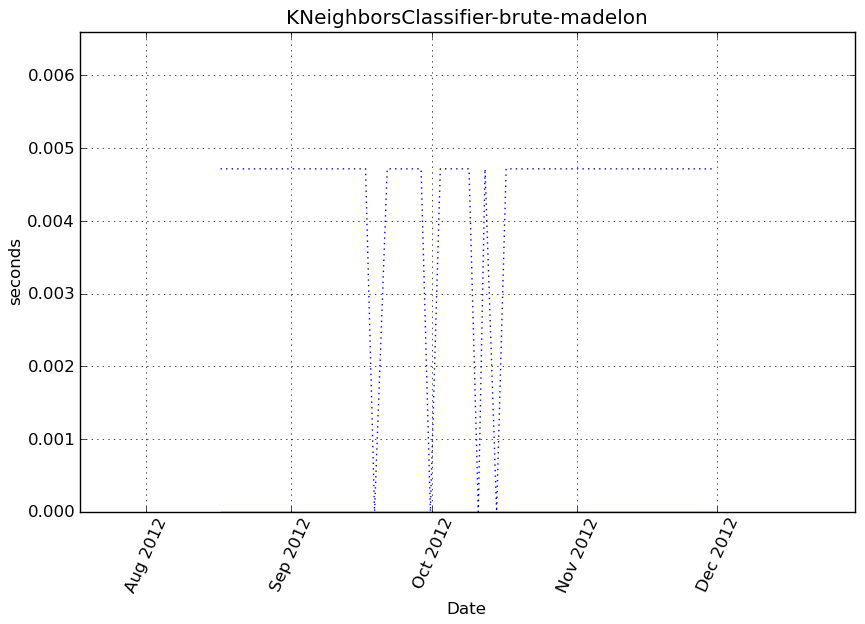 KNeighborsClassifier-brute-madelon
0.006
0.005
0.004
0.003
0.002
0.001
0.000
seconds
Aug 2012
Sep 2012
Oct 2012
Nov 2012
Dec 2012
Date